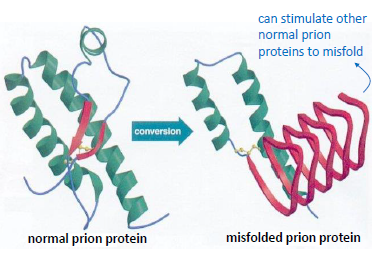 can stimulate other
normal prion
proteins to misfold
conversion
normal prion protein
misfolded prion protein